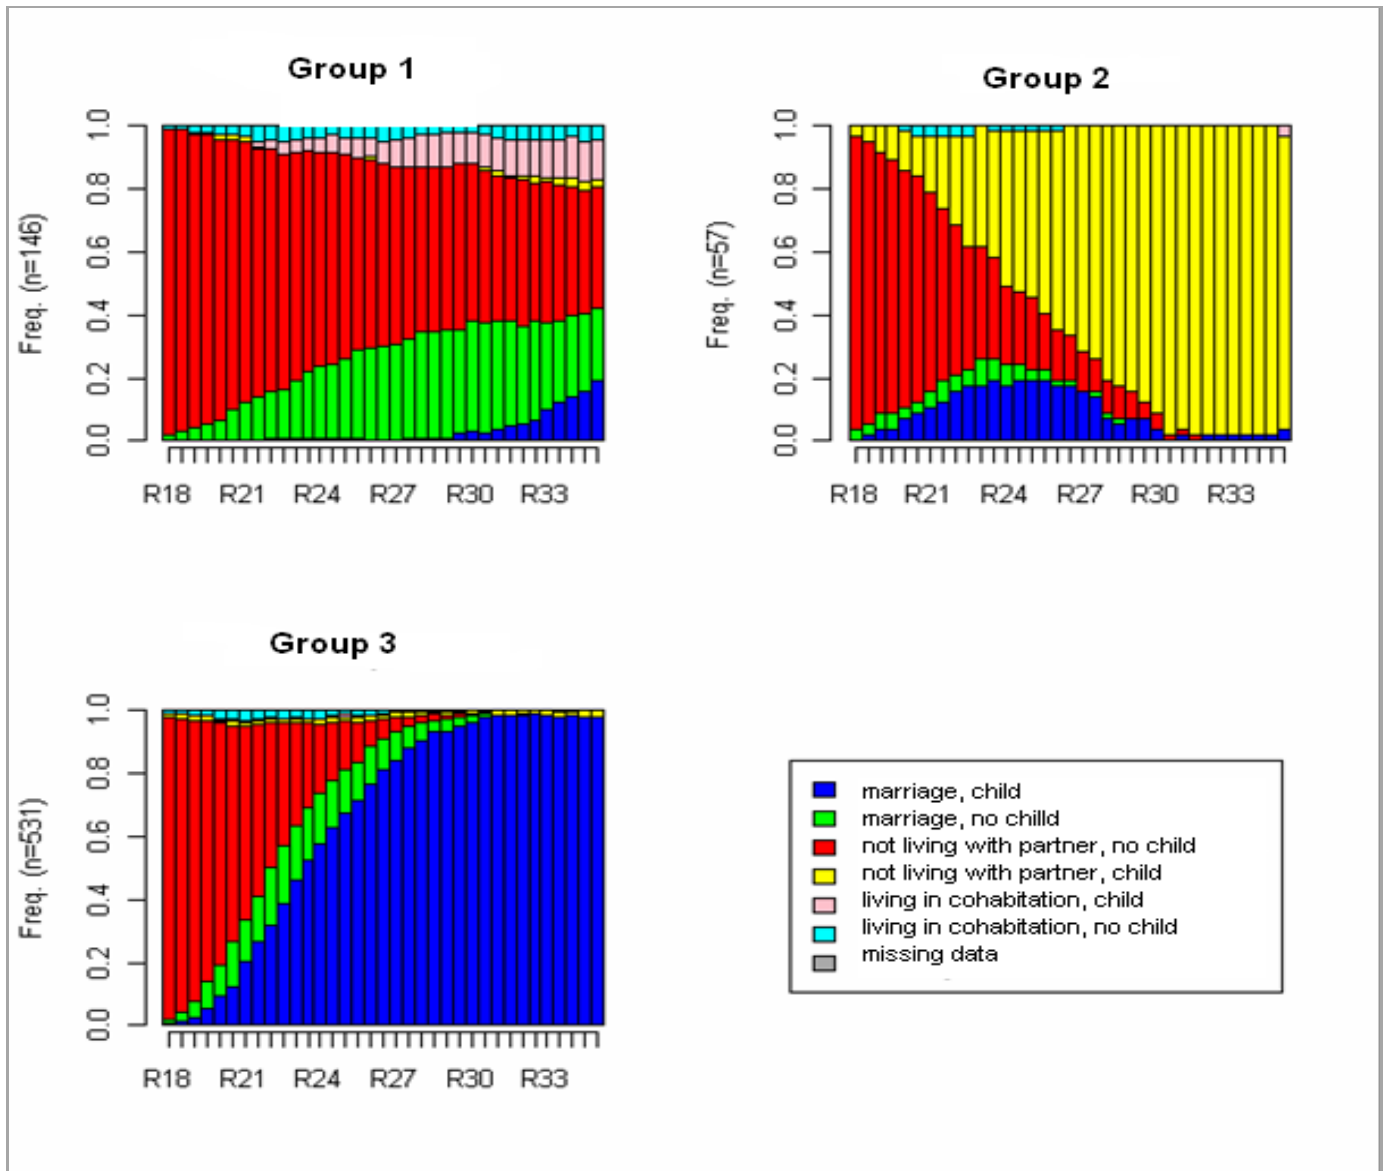 Group 1
1.0
0.8
0.6
0.4
0.2
0.0
Freq. (n=146)
R18 R21 R24 R27 R30 R33
Group 2
1.0
0.8
0.6
0.4
0.2
0.0
Freq. (n=57)
R18 R21 R24 R27 R30 R33
Group 3
1.0
0.8
0.6
0.4
0.2
0.0
Freq. (n=531)
R18 R21 R24 R27 R30 R33
marriage, child
marriage, no chilld
not living with partner, no child
not living with partner, child
living in cohabitation, child
living in cohabitation, no child
missing data